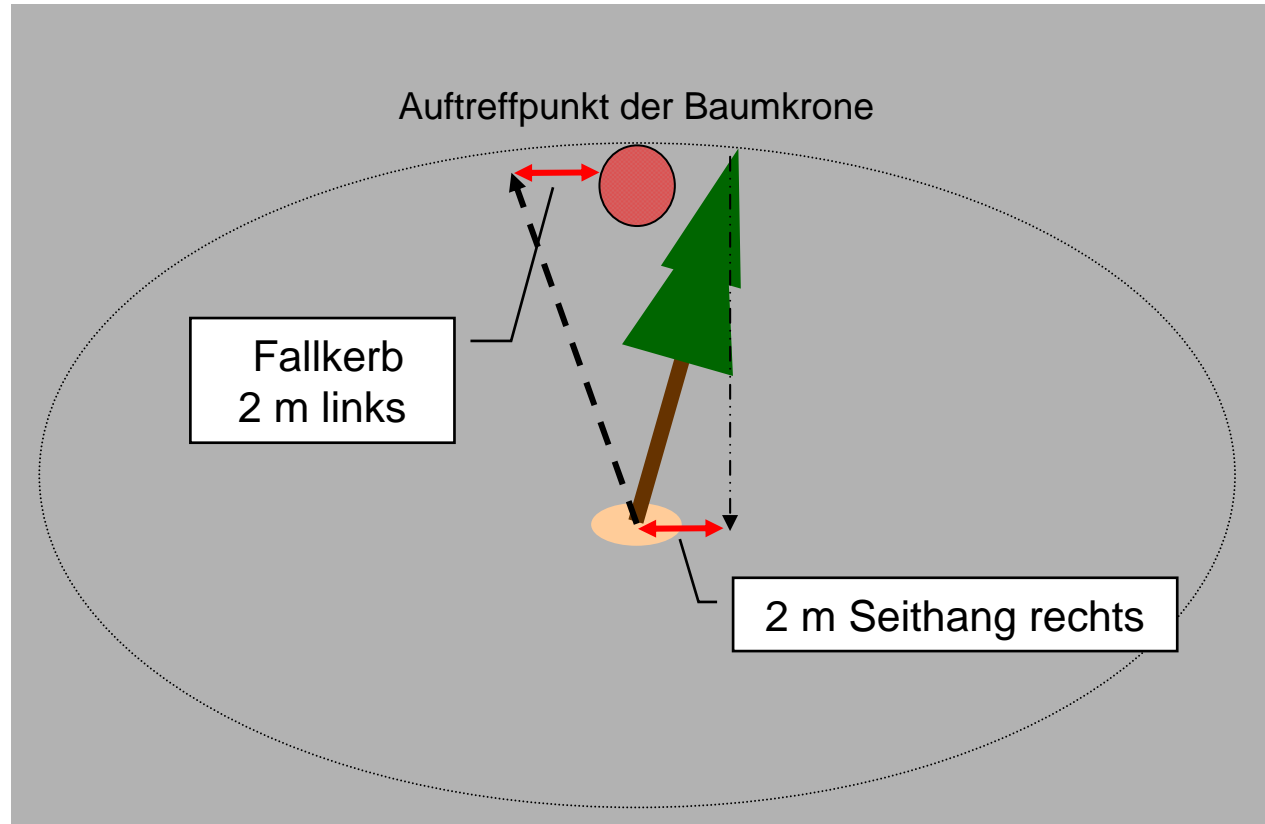 Auftreffpunkt der Baumkrone
Fallkerb
2 m links
2 m Seithang rechts